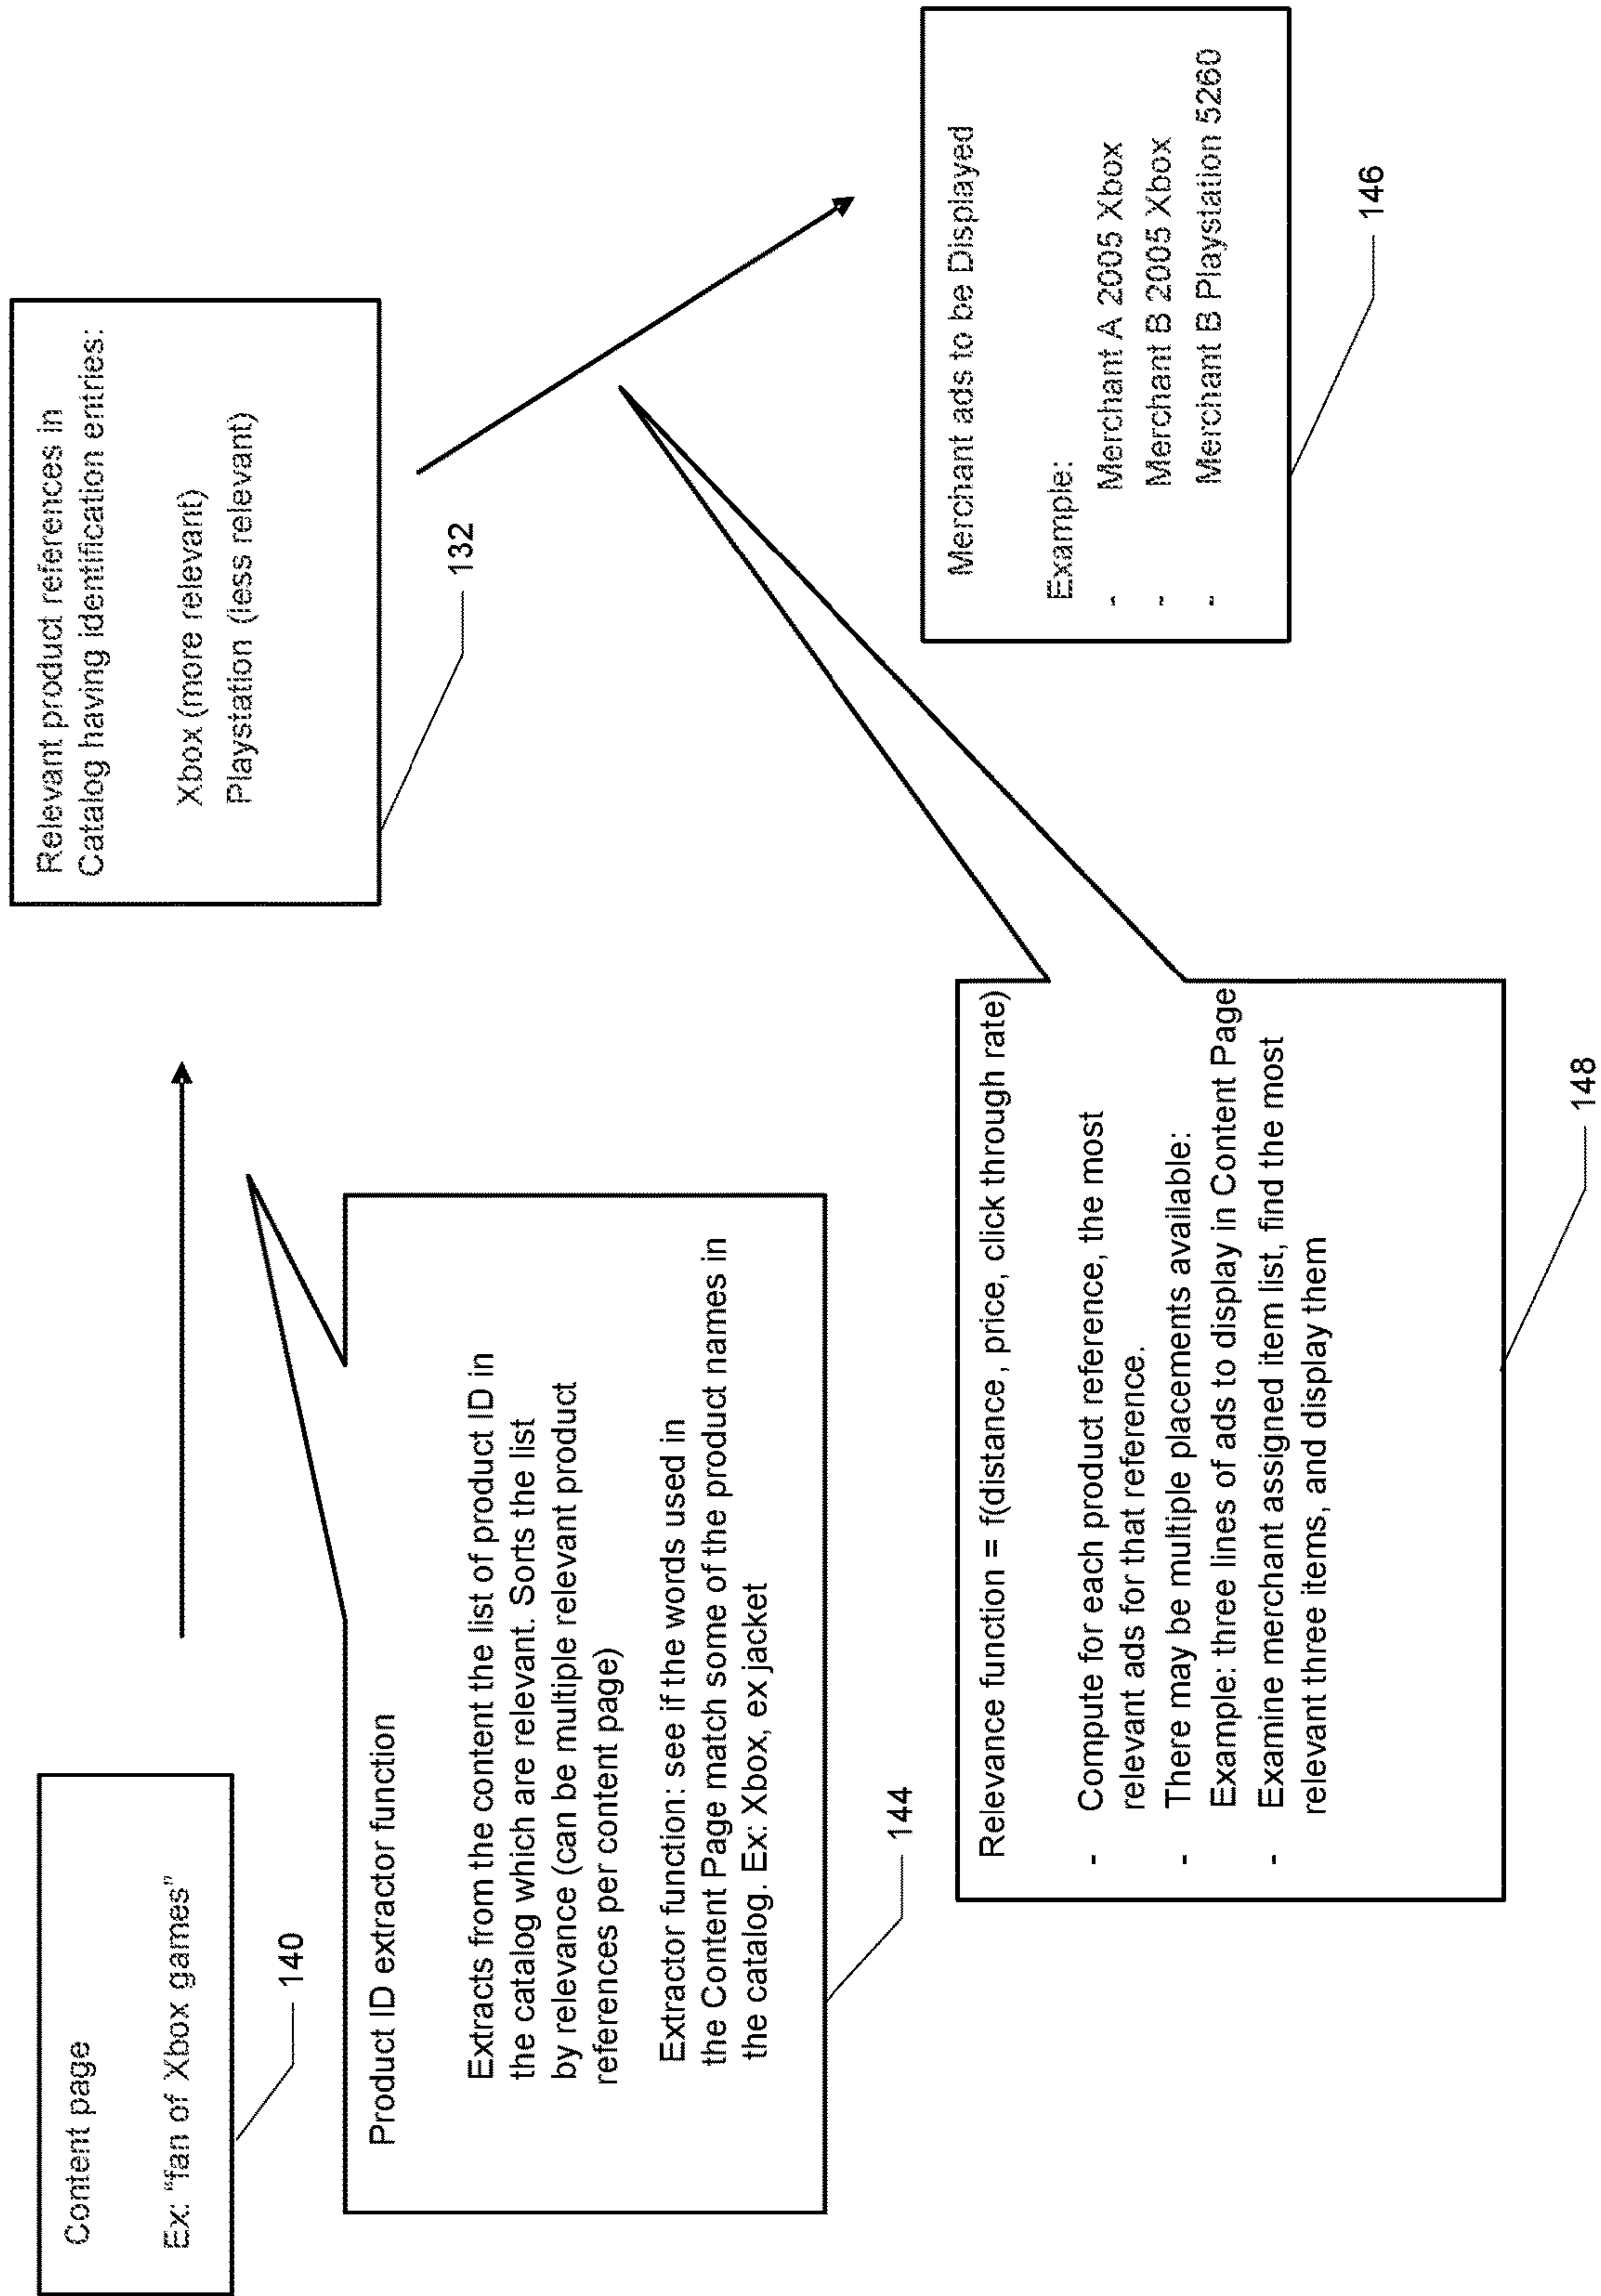 Content page
Ex: "fan of Xbox games"
140
Product ID extractor function
Extracts from the content the list of product ID in
the catalog which are relevant. Sorts the list
by relevance (can be multiple relevant product
references per content page)
Extractor function: see if the words used in
the Content Page match some of the product names in
the catalog. Ex: Xbox, ex jacket
144
Relevant product references in
Catalog having identification entries:
Xbox (more relevant)
Playstation (less relevant)
132
Relevance function = f(distance , price, click through rate)
- Compute for each product reference, the most
relevant ads for that reference.
- There may be multiple placements available:
Example: three lines of ads to display in Content Page
- Examine merchant assigned item list, find the most
relevant three items, and display them
148
Merchant ads to be Displayed
Example:
- Merchant A 2005 Xbox
- Merchant B 2005 Xbox
- Merchant B Playstation 5260
146